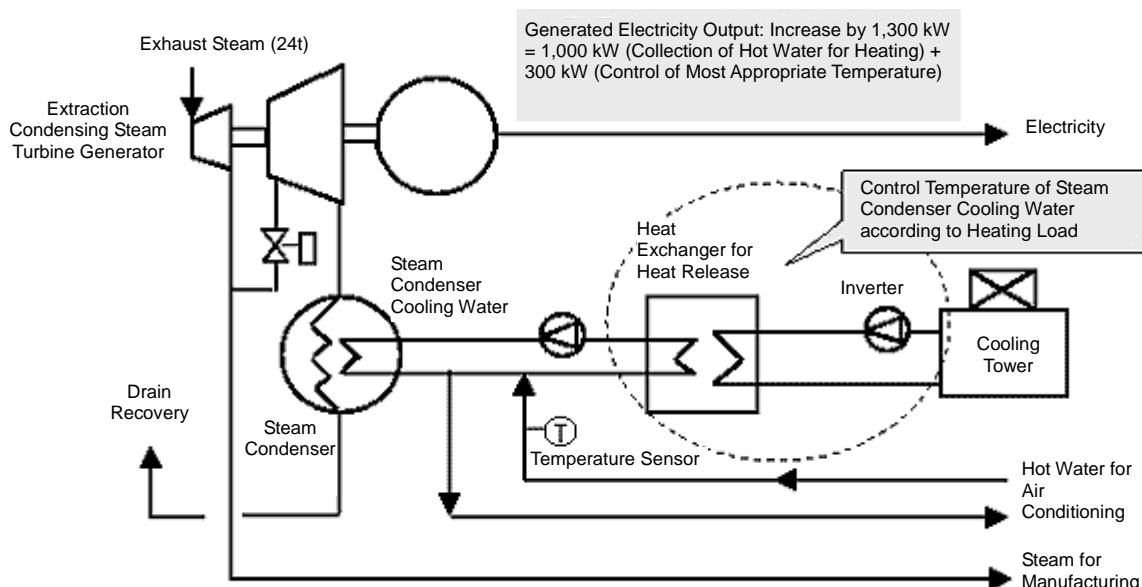 Exhaust Steam (24t)
Generated Electricity Output: Increase by 1,300 kW
= 1,000 kW (Collection of Hot Water for Heating) +
300 kW (Control of Most Appropriate Temperature)
Extraction
Condensing Steam
Turbine Generator
Electricity
Control Temperature of Steam
Condenser Cooling Water
according to Heating Load
Heat
Exchanger for
Heat Release
Steam
Condenser
Cooling Water
Inverter
Cooling
Tower
Drain
Recovery
Steam
Condenser
T
Temperature Sensor
Hot Water for
Air
Conditioning
Steam for
Manufacturing